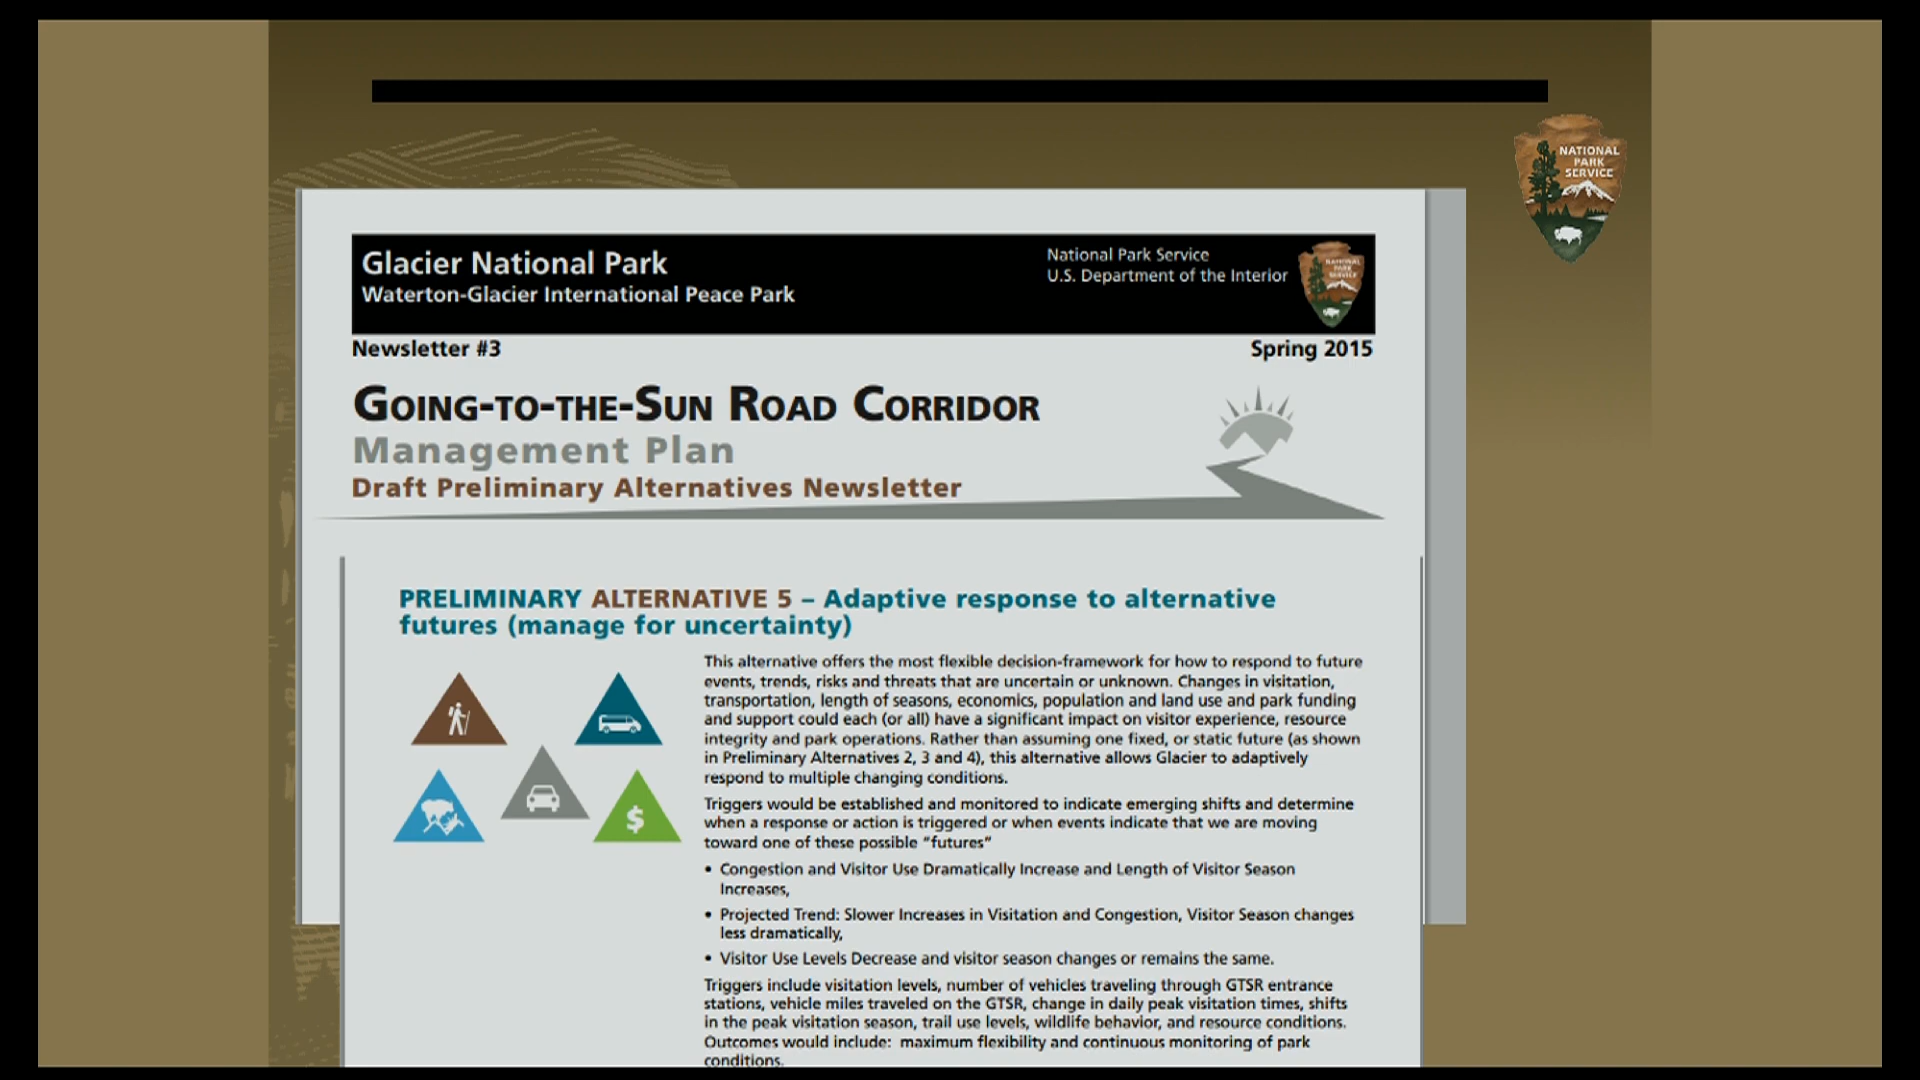 NATIONAL
PARK
SERVICE
Glacier National Park
Waterton-Glacier International Peace Park
National Park Service
U.S. Department of the Interior
NATIONAL
PARK
SERVICE
Newsletter #3
Spring 2015
GOING-TO-THE-SUN ROAD CORRIDOR
Management Plan
Draft Preliminary Alternatives Newsletter
PRELIMINARY ALTERNATIVE 5 – Adaptive response to alternative
futures (manage for uncertainty)
This alternative offers the most flexible decision-framework for how to respond to future
events, trends, risks and threats that are uncertain or unknown. Changes in visitation,
transportation, length of seasons, economics, population and land use and park funding
and support could each (or all) have a significant impact on visitor experience, resource
integrity and park operations. Rather than assuming one fixed, or static future (as shown
in Preliminary Alternatives 2, 3 and 4), this alternative allows Glacier to adaptively
respond to multiple changing conditions.
Triggers would be established and monitored to indicate emerging shifts and determine
when a response or action is triggered or when events indicate that we are moving
toward one of these possible "futures"
• Congestion and Visitor Use Dramatically Increase and Length of Visitor Season
Increases,
• Projected Trend: Slower Increases in Visitation and Congestion, Visitor Season changes
less dramatically,
• Visitor Use Levels Decrease and visitor season changes or remains the same.
Triggers include visitation levels, number of vehicles traveling through GTSR entrance
stations, vehicle miles traveled on the GTSR, change in daily peak visitation times, shifts
in the peak visitation season, trail use levels, wildlife behavior, and resource conditions.
Outcomes would include: maximum flexibility and continuous monitoring of park
conditions.
$